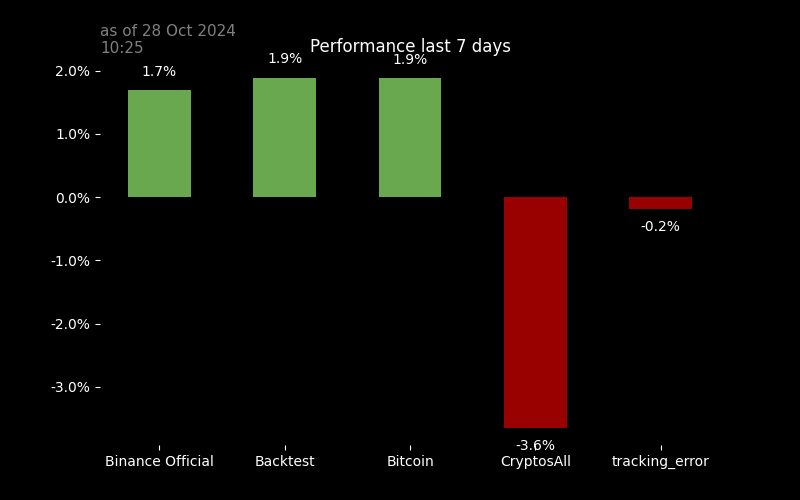 as of 28 Oct 2024
10:25
Performance last 7 days
2.0%
1.0%
0.0%
-1.0%
-2.0%
-3.0%
1.7%
1.9%
1.9%
-3.6%
-0.2%
Binance Official
Backtest
Bitcoin
CryptosAll
tracking_error